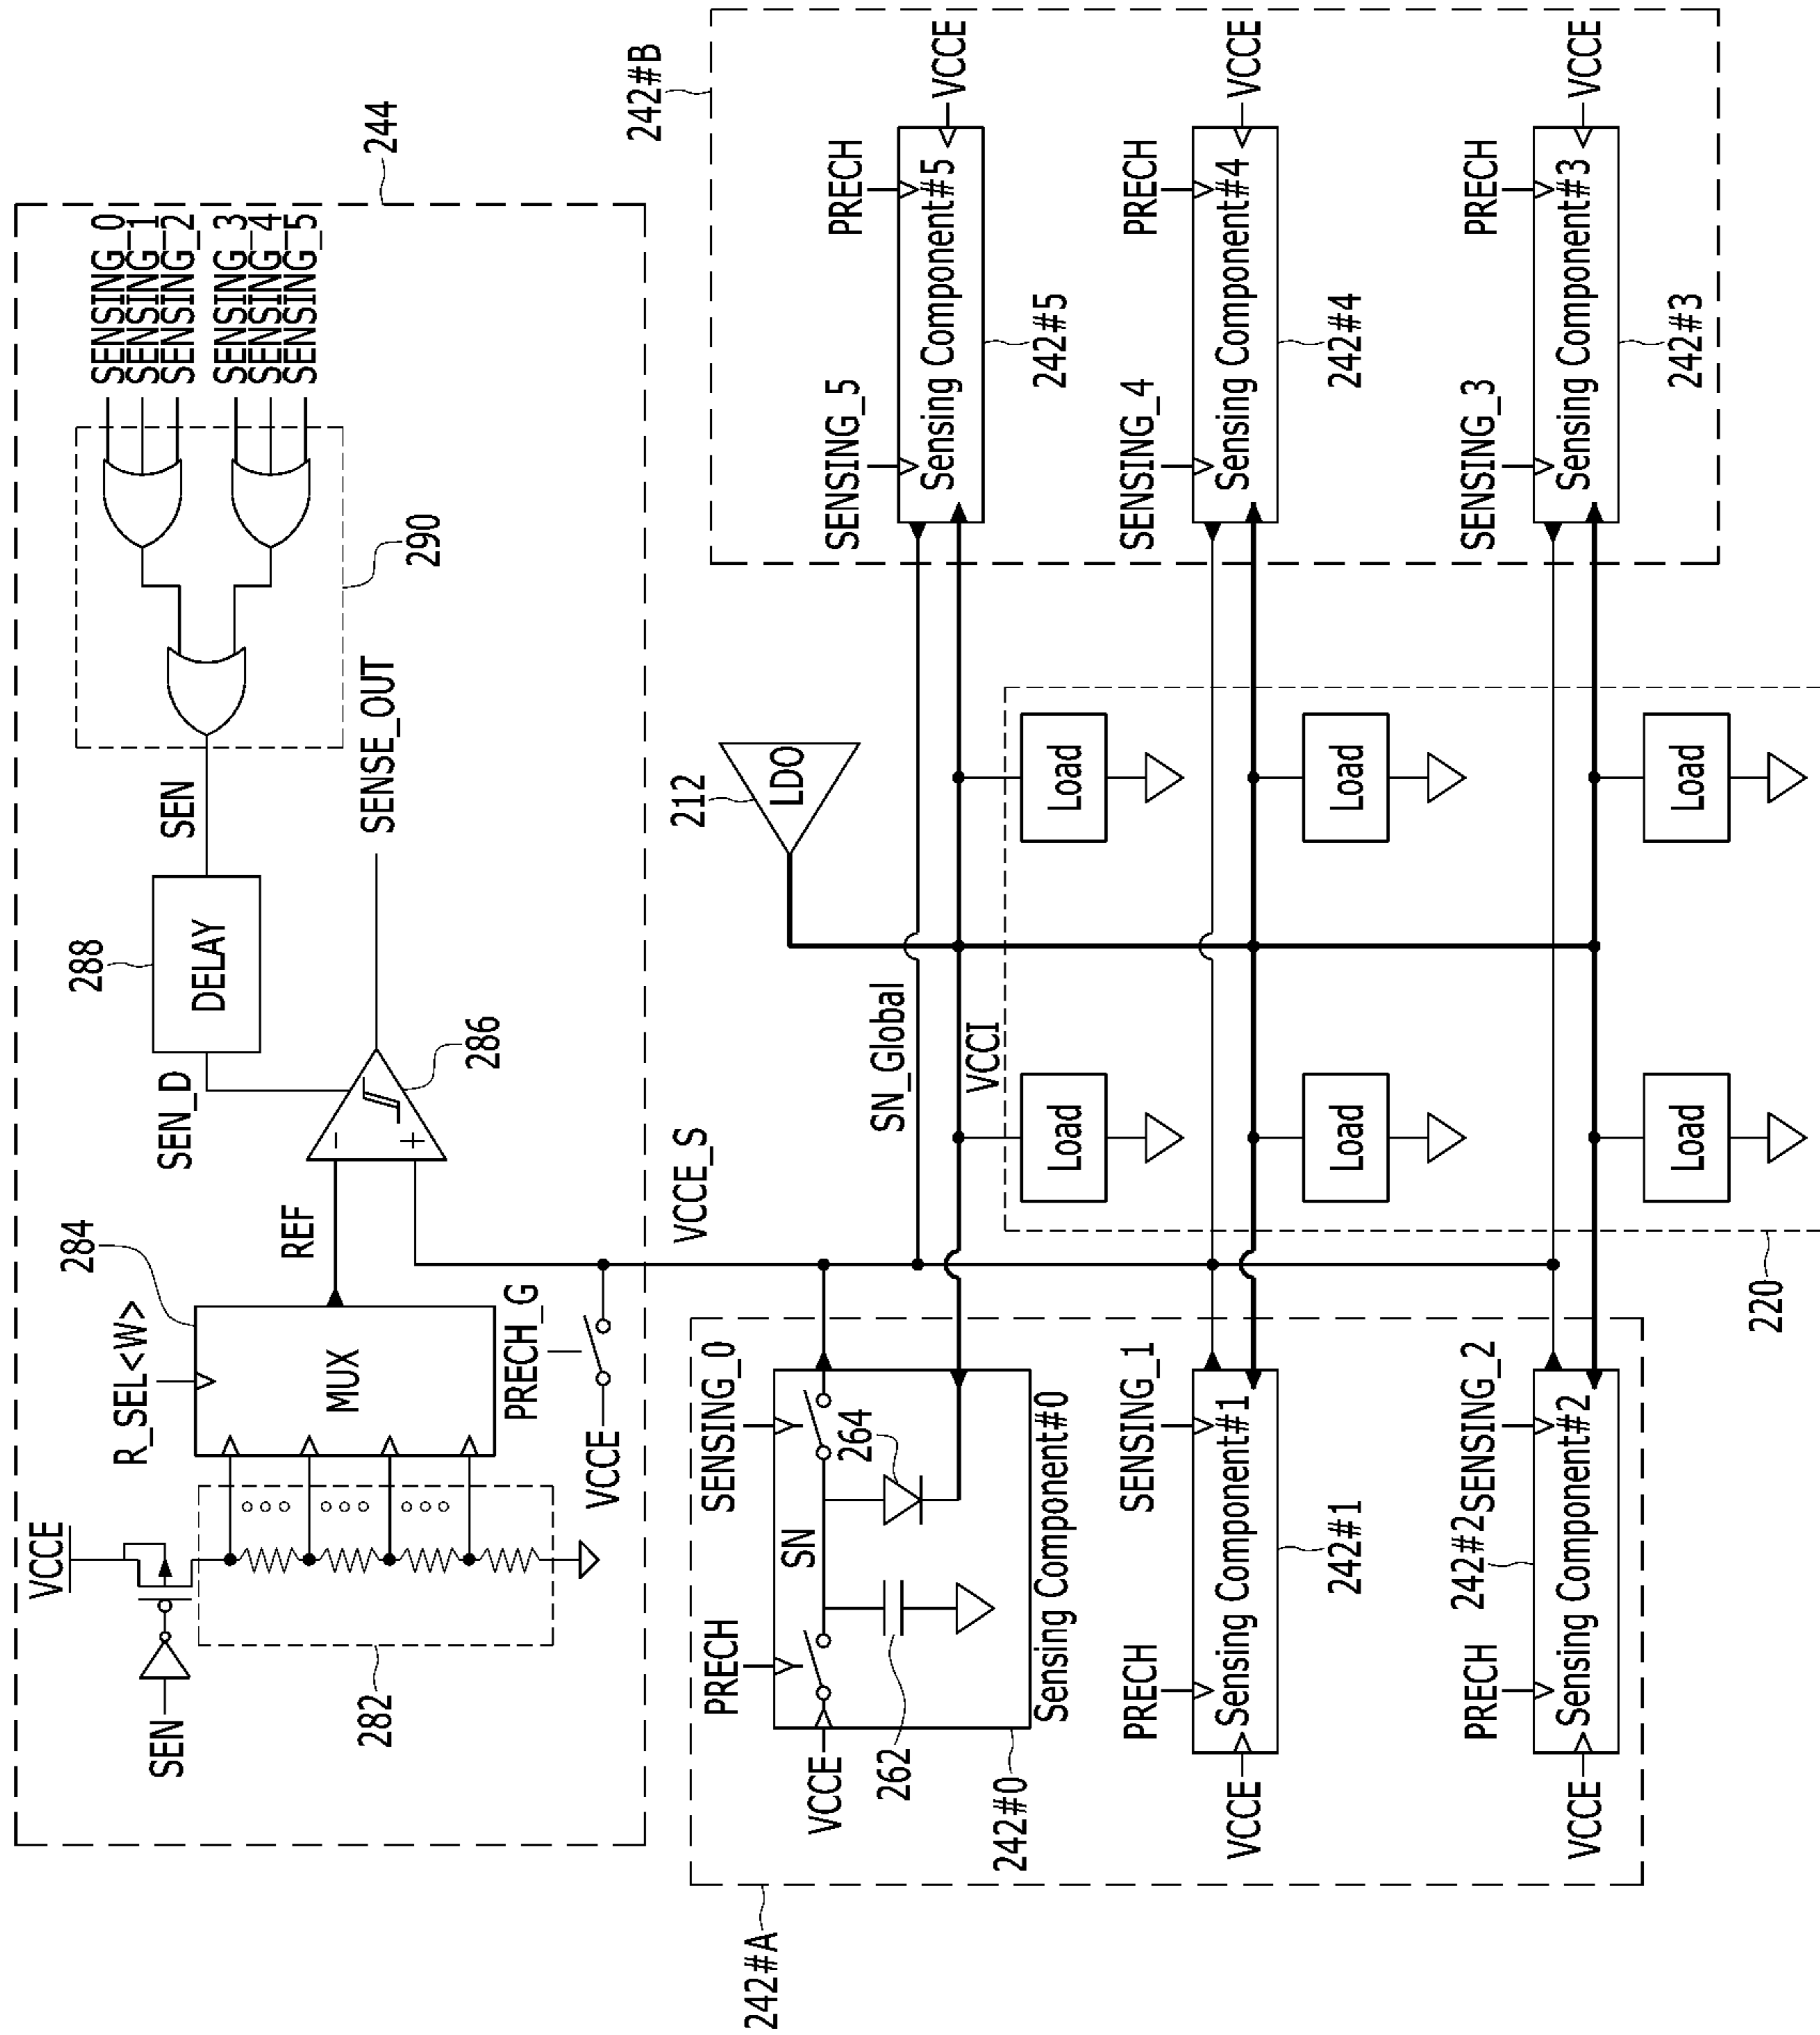 SENSING_0
SENSING_1
SENSING_2
SENSING_3
SENSING_4
SENSING_5
244
290
SEN
SENSE_OUT
288
DELAY
SEN_D
286
-
+
REF
284
R_SEL<W>
MUX
PRECH_G
VCCE
VCCE
SEN
282
VCCE_S
242#B
VCCE
PRECH
SENSING_5
Sensing Component#5
242#5
VCCE
PRECH
SENSING_4
Sensing Component#4
242#4
VCCE
PRECH
SENSING_3
Sensing Component#3
242#3
212
LDO
SN_Global
VCCI
Load
Load
Load
Load
Load
Load
220
SENSING_0
PRECH
SN
264
262
VCCE
Sensing Component#0
242#0
SENSING_1
PRECH
Sensing Component#1
VCCE
242#1
SENSING_2
242#2
PRECH
Sensing Component#2
VCCE
242#A